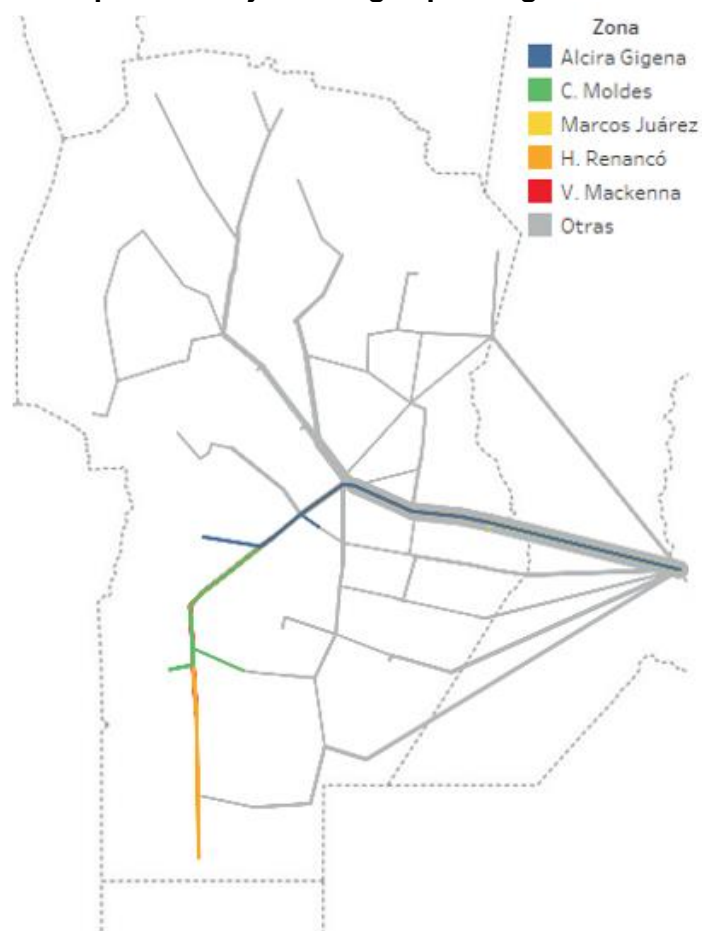 Zona
Alcira Gigena
C. Moldes
Marcos Juárez
H. Renancó
V. Mackenna
Otras